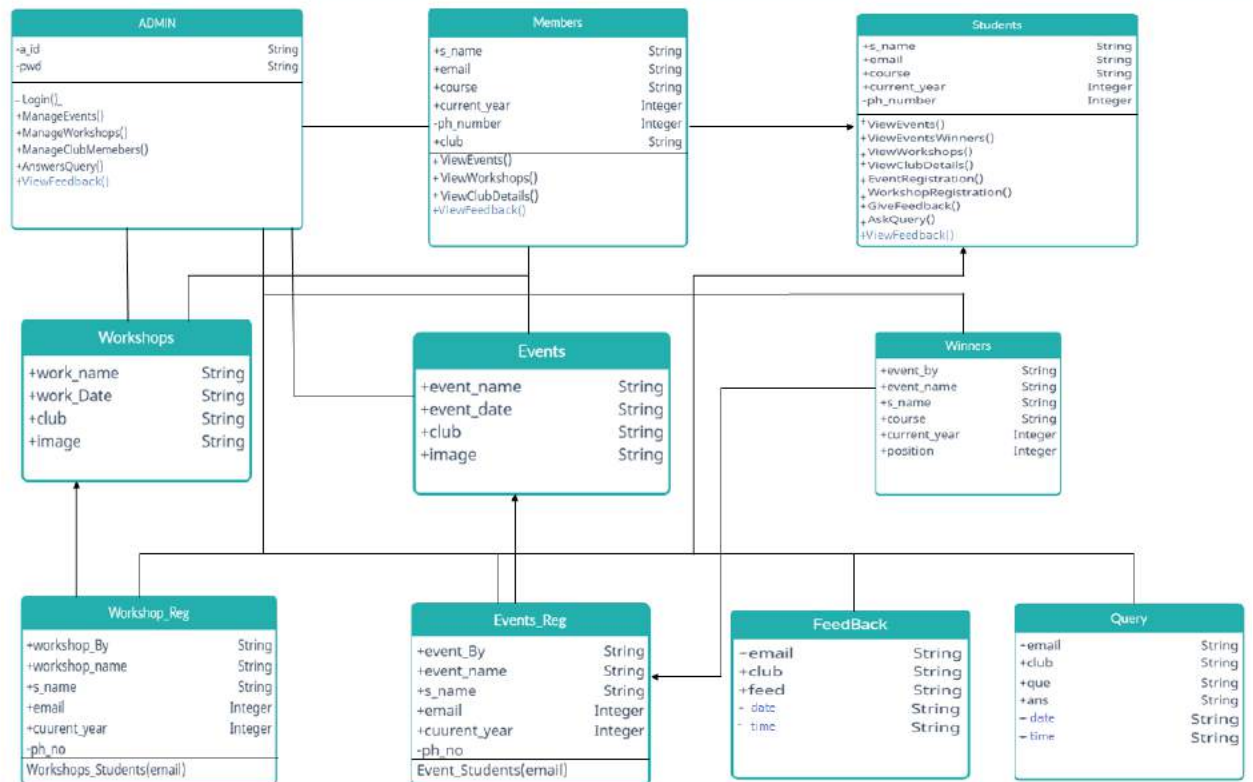 ADMIN
-a_id String
-pwd String
- Login()_
+ManageEvents()
+ManageWorkshops()
+ManageClubMemebers()
+AnswersQuery()
+ViewFeedback()
Members
+s_name String
+email String
+course String
+current_year Integer
-ph_number Integer
+club String
+ViewEvents()
+ViewWorkshops()
+ViewClubDetails()
+ViewFeedback()
Students
+s_name String
+email String
+course String
+current_year Integer
-ph_number Integer
+ViewEvents()
+ViewEventsWinners()
+ViewWorkshops()
+ViewClubDetails()
+EventRegistration()
+WorkshopRegistration()
+GiveFeedback()
+AskQuery()
+ViewFeedback()
Workshops
+work_name String
+work_Date String
+club String
+image String
Events
+event_name String
+event_date String
+club String
+image String
Winners
+event_by String
+event_name String
+s_name String
+course String
+current_year Integer
+position Integer
Workshop_Reg
+workshop_By String
+workshop_name String
+s_name String
+email Integer
+cuurent_year Integer
-ph_no
Workshops_Students(email)
Events_Reg
+event_By String
+event_name String
+s_name String
+email Integer
+cuurent_year Integer
-ph_no
Event_Students(email)
FeedBack
-email String
+club String
+feed String
- date String
- time String
Query
-email String
+club String
+que String
+ans String
- date String
- time String